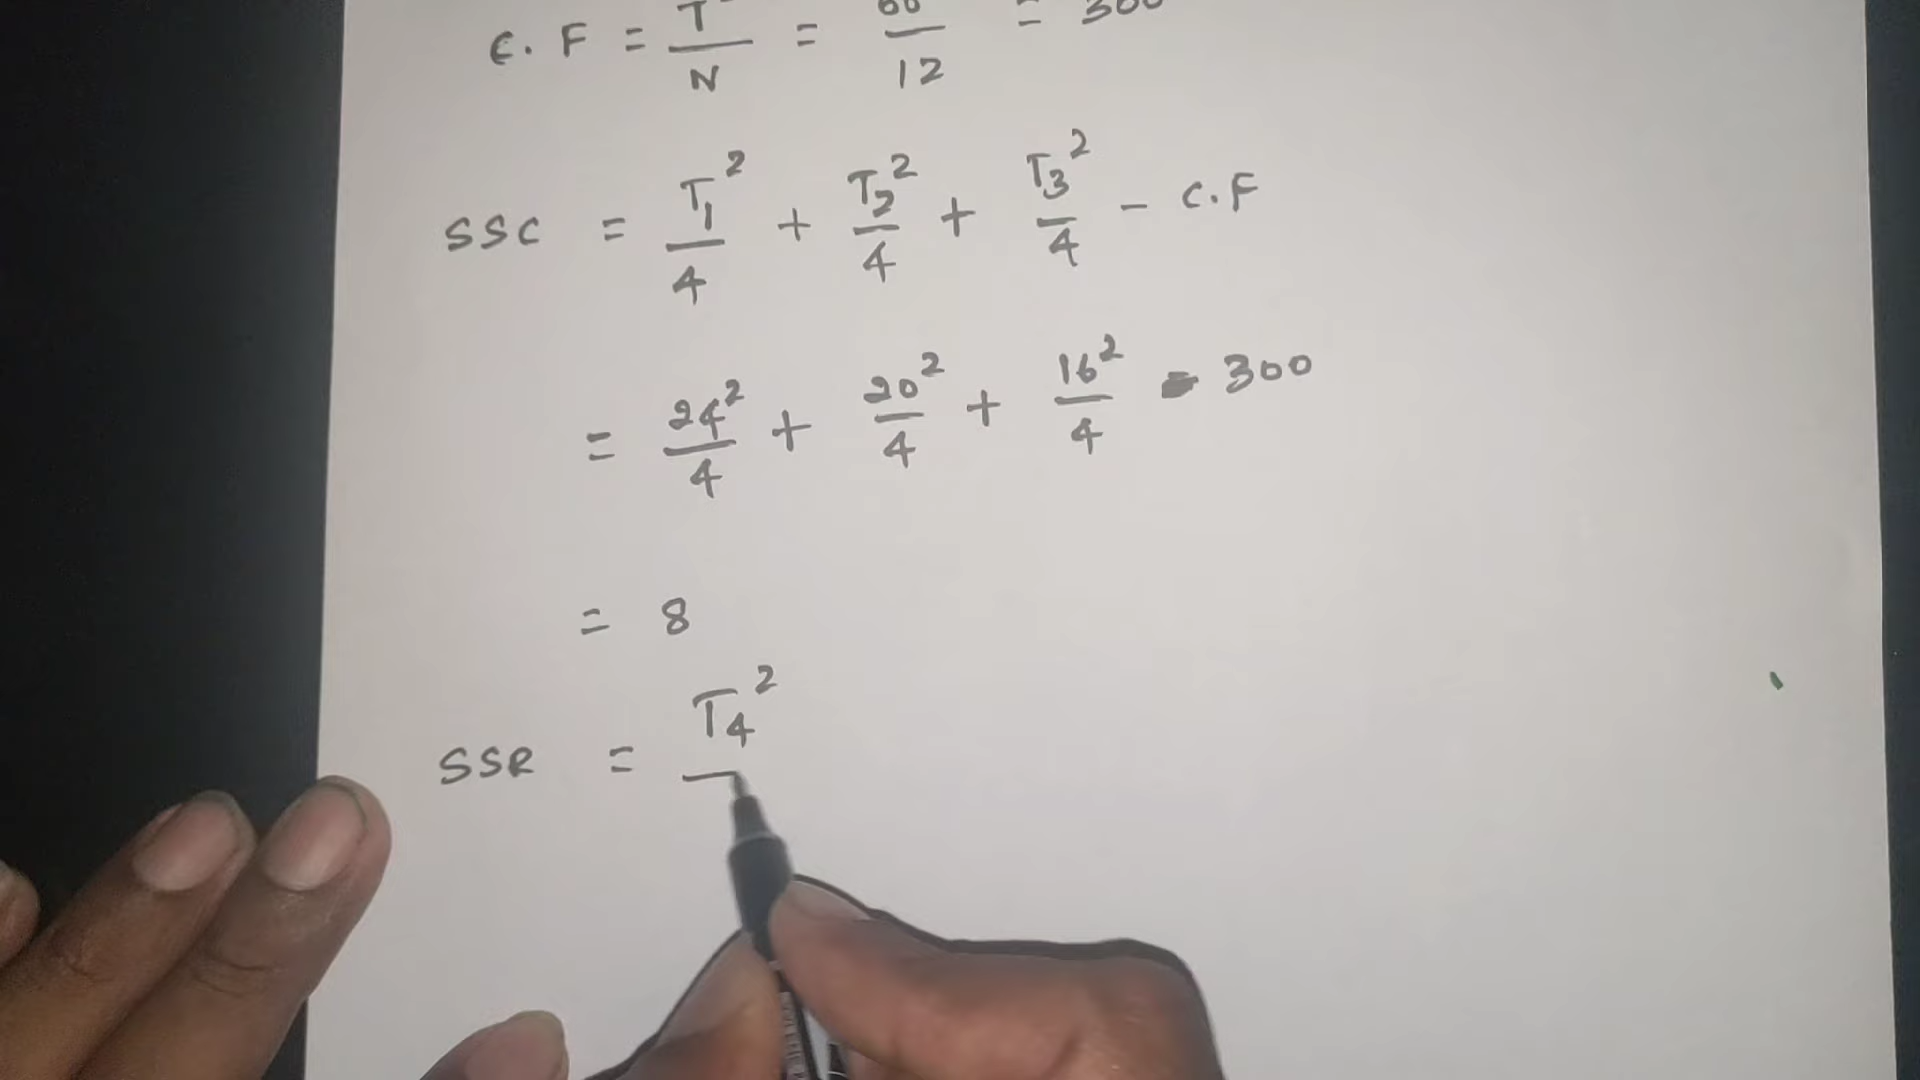 C.F = T / N = 60 / 12 = 300
SSC = T₁² / 4 + T₂² / 4 + T₃² / 4 - C.F
= 24² / 4 + 20² / 4 + 16² / 4 - 300
= 8
SSR = T₄²